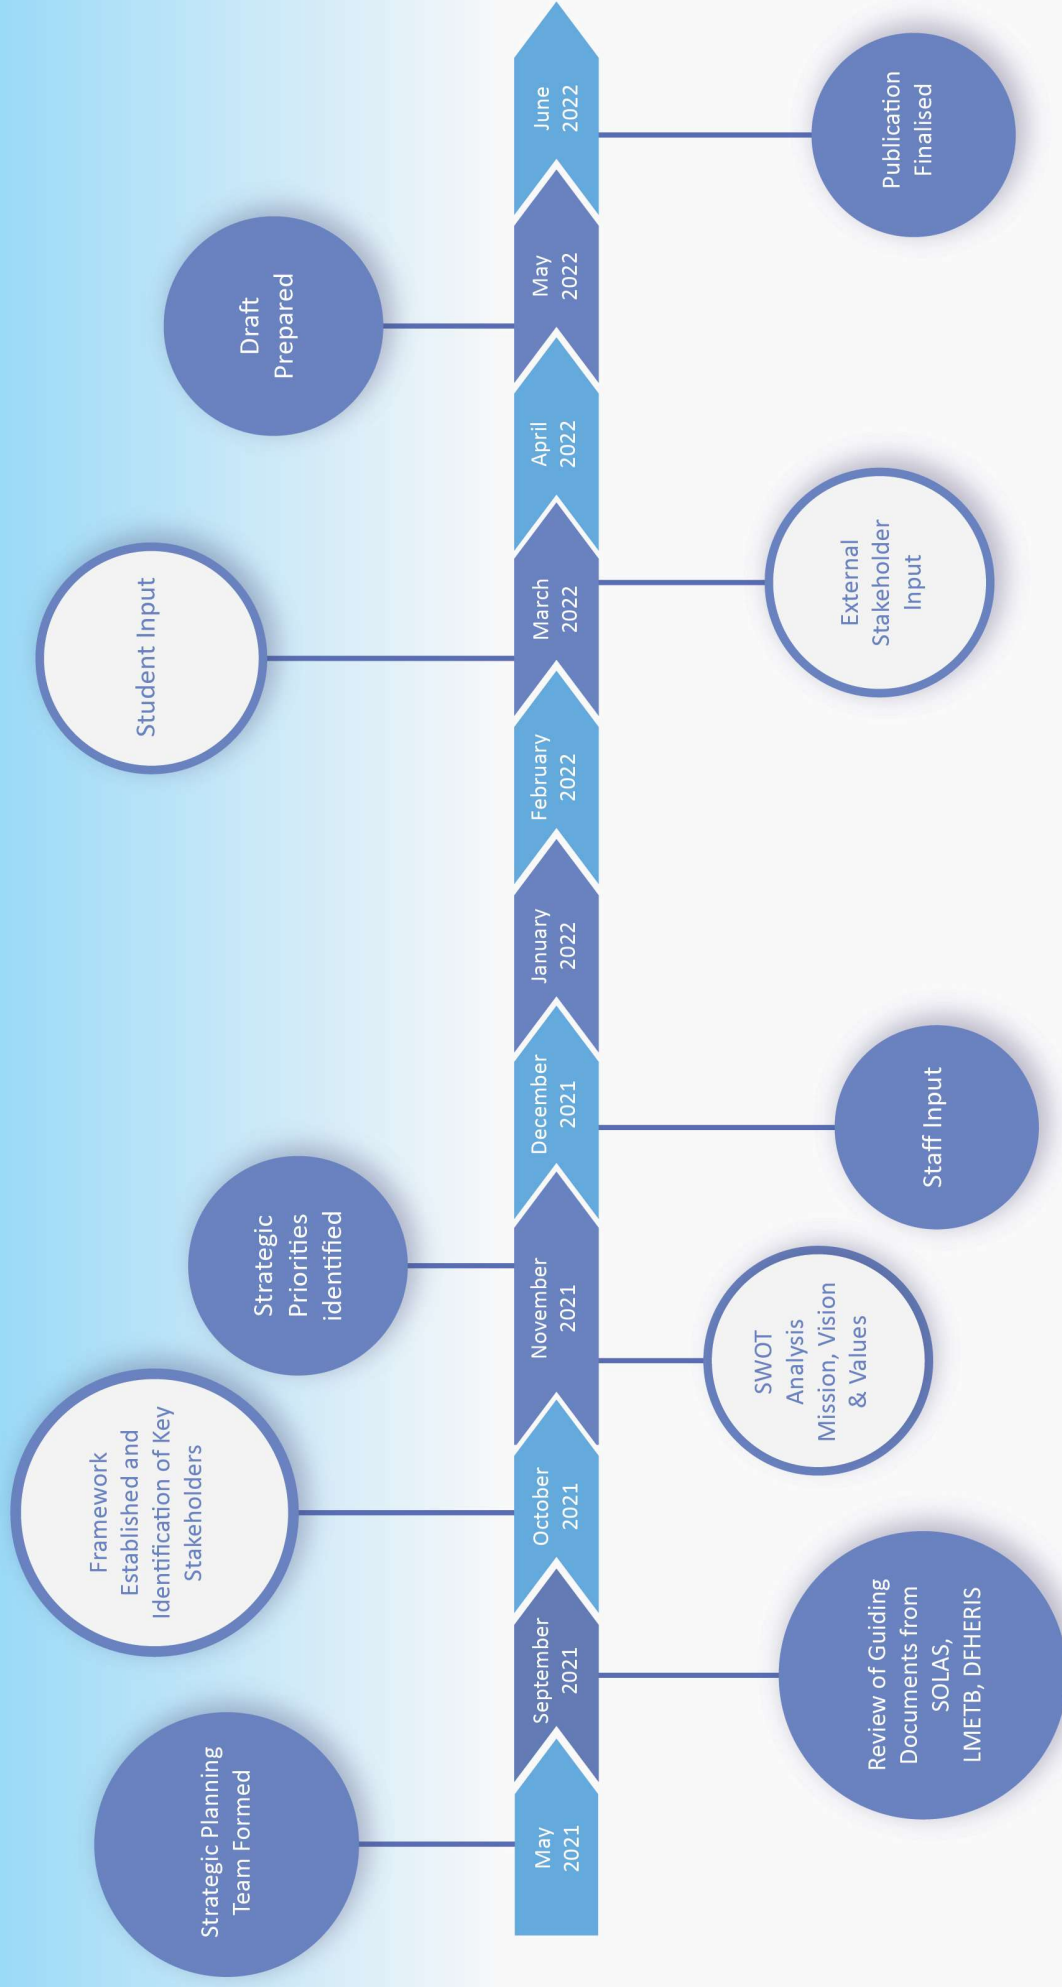 Strategic Planning
Team Formed
Framework
Established and
Identification of Key
Stakeholders
Strategic
Priorities
identified
Student Input
Draft
Prepared
May
2021
September
2021
October
2021
November
2021
December
2021
January
2022
February
2022
March
2022
April
2022
May
2022
June
2022
Review of Guiding
Documents from
SOLAS,
LMETB, DFHERIS
SWOT
Analysis
Mission, Vision
& Values
Staff Input
External
Stakeholder
Input
Publication
Finalised